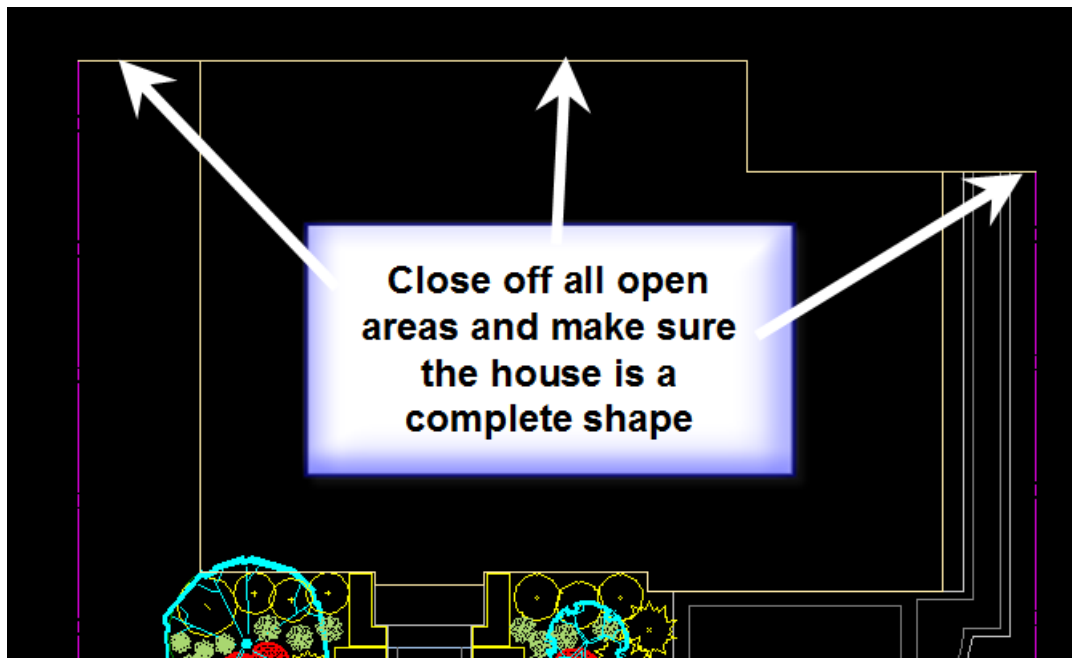 Close off all open
areas and make sure
the house is a
complete shape